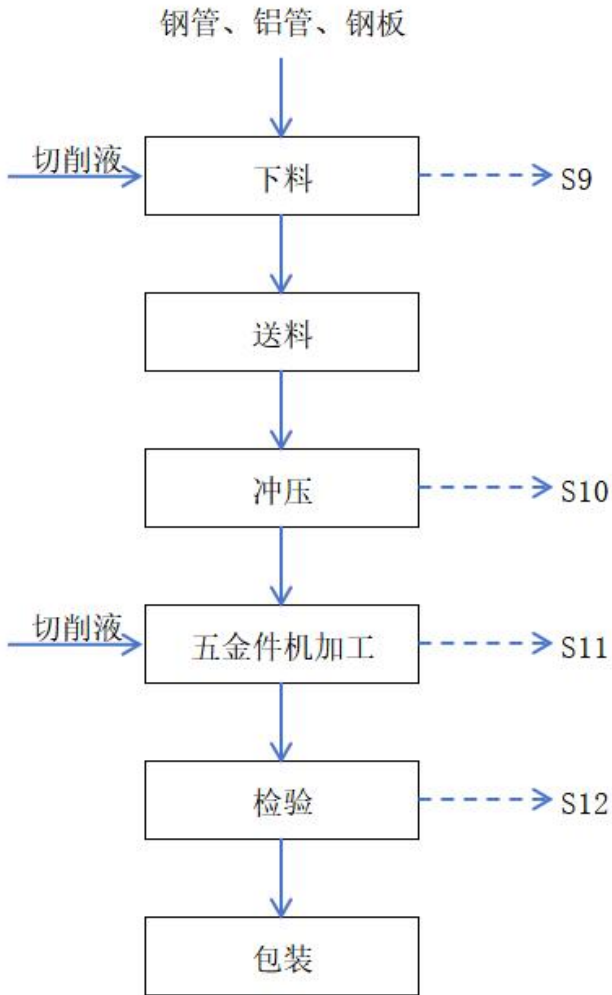 钢管、铝管、钢板
切削液
下料
S9
送料
冲压
S10
切削液
五金件机加工
S11
检验
S12
包装